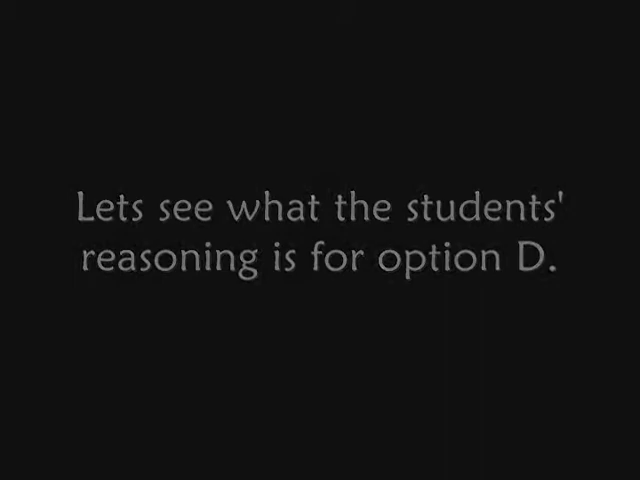 Lets see what the students'
reasoning is for option D.